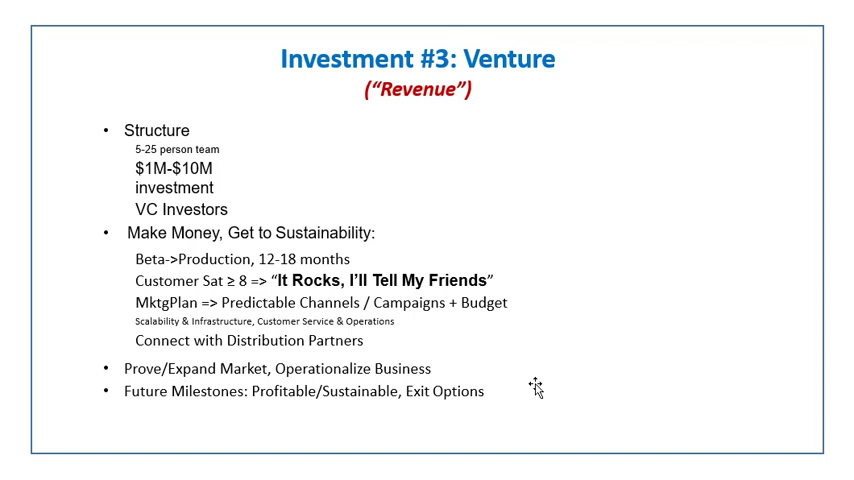 Investment #3: Venture
(“Revenue”)
• Structure
5-25 person team
$1M-$10M
investment
VC Investors
• Make Money, Get to Sustainability:
Beta->Production, 12-18 months
Customer Sat ≥ 8 => “It Rocks, I’ll Tell My Friends”
MktgPlan => Predictable Channels / Campaigns + Budget
Scalability & Infrastructure, Customer Service & Operations
Connect with Distribution Partners
• Prove/Expand Market, Operationalize Business
• Future Milestones: Profitable/Sustainable, Exit Options